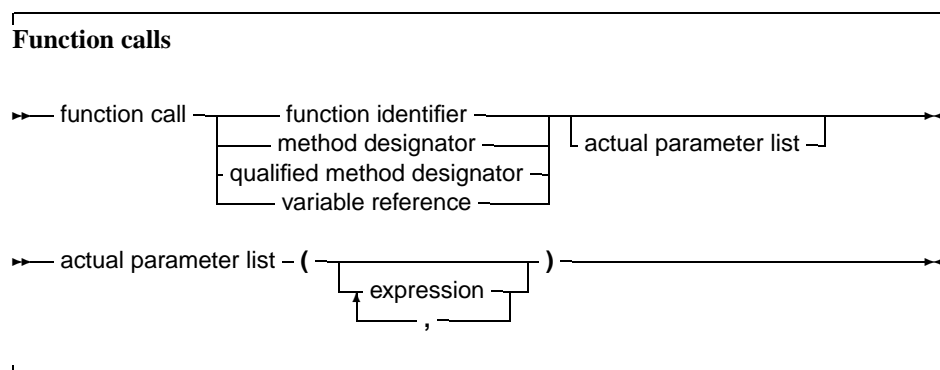 Function calls
function call function identifier
method designator actual parameter list
qualified method designator
variable reference
actual parameter list ( )
expression
,